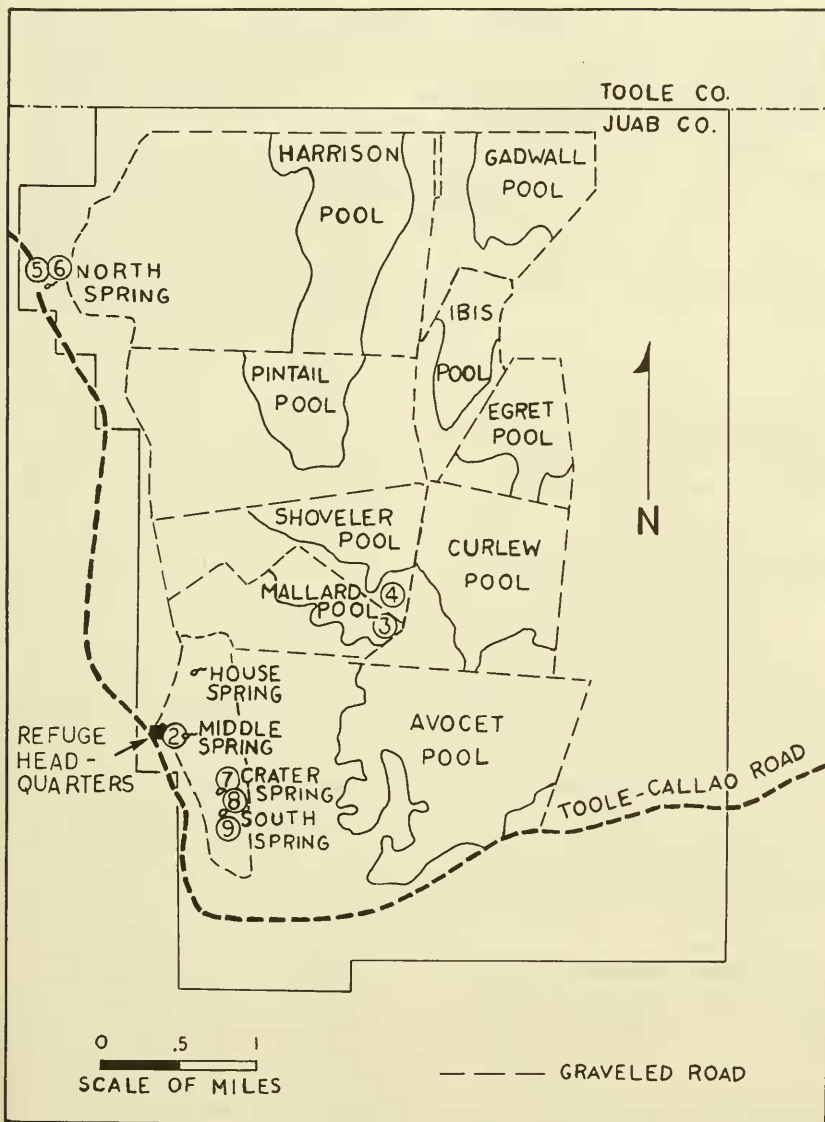 TOOLE CO.
JUAB CO.
HARRISON
POOL
GADWALL
POOL
⑤ ⑥ NORTH
SPRING
IBIS
POOL
PINTAIL
POOL
EGRET
POOL
N
SHOVELER
POOL
CURLEW
POOL
④
MALLARD
POOL
③
HOUSE
SPRING
REFUGE
HEAD-
QUARTERS
② MIDDLE
SPRING
AVOCET
POOL
⑦ CRATER
SPRING
⑧
SOUTH
⑨ ISPRING
TOOLE-CALLAO ROAD
0 .5 1
SCALE OF MILES
GRAVELED ROAD